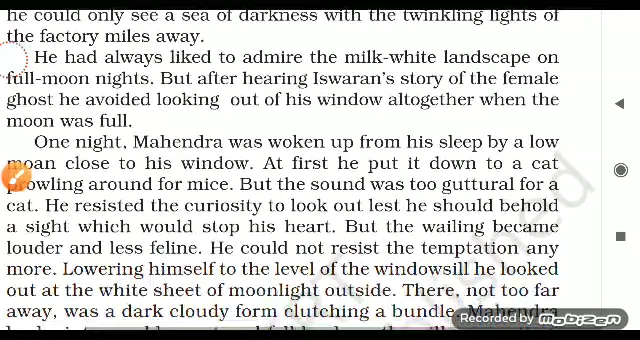 he could only see a sea of darkness with the twinkling lights of
the factory miles away.
He had always liked to admire the milk-white landscape on
full-moon nights. But after hearing Iswaran's story of the female
ghost he avoided looking out of his window altogether when the
moon was full.
One night, Mahendra was woken up from his sleep by a low
moan close to his window. At first he put it down to a cat
prowling around for mice. But the sound was too guttural for a
cat. He resisted the curiosity to look out lest he should behold
a sight which would stop his heart. But the wailing became
louder and less feline. He could not resist the temptation any
more. Lowering himself to the level of the windowsill he looked
out at the white sheet of moonlight outside. There, not too far
away, was a dark cloudy form clutching a bundle. Mahendra
Recorded by mobizen